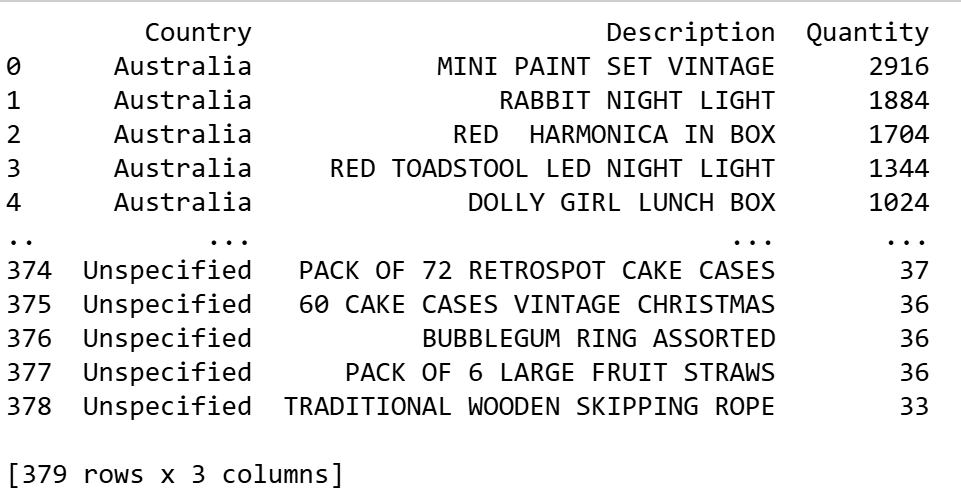 Country Description Quantity
0 Australia MINI PAINT SET VINTAGE 2916
1 Australia RABBIT NIGHT LIGHT 1884
2 Australia RED  HARMONICA IN BOX 1704
3 Australia RED TOADSTOOL LED NIGHT LIGHT 1344
4 Australia DOLLY GIRL LUNCH BOX 1024
.. ... ... ...
374 Unspecified PACK OF 72 RETROSPOT CAKE CASES 37
375 Unspecified 60 CAKE CASES VINTAGE CHRISTMAS 36
376 Unspecified BUBBLEGUM RING ASSORTED 36
377 Unspecified PACK OF 6 LARGE FRUIT STRAWS 36
378 Unspecified TRADITIONAL WOODEN SKIPPING ROPE 33
[379 rows x 3 columns]